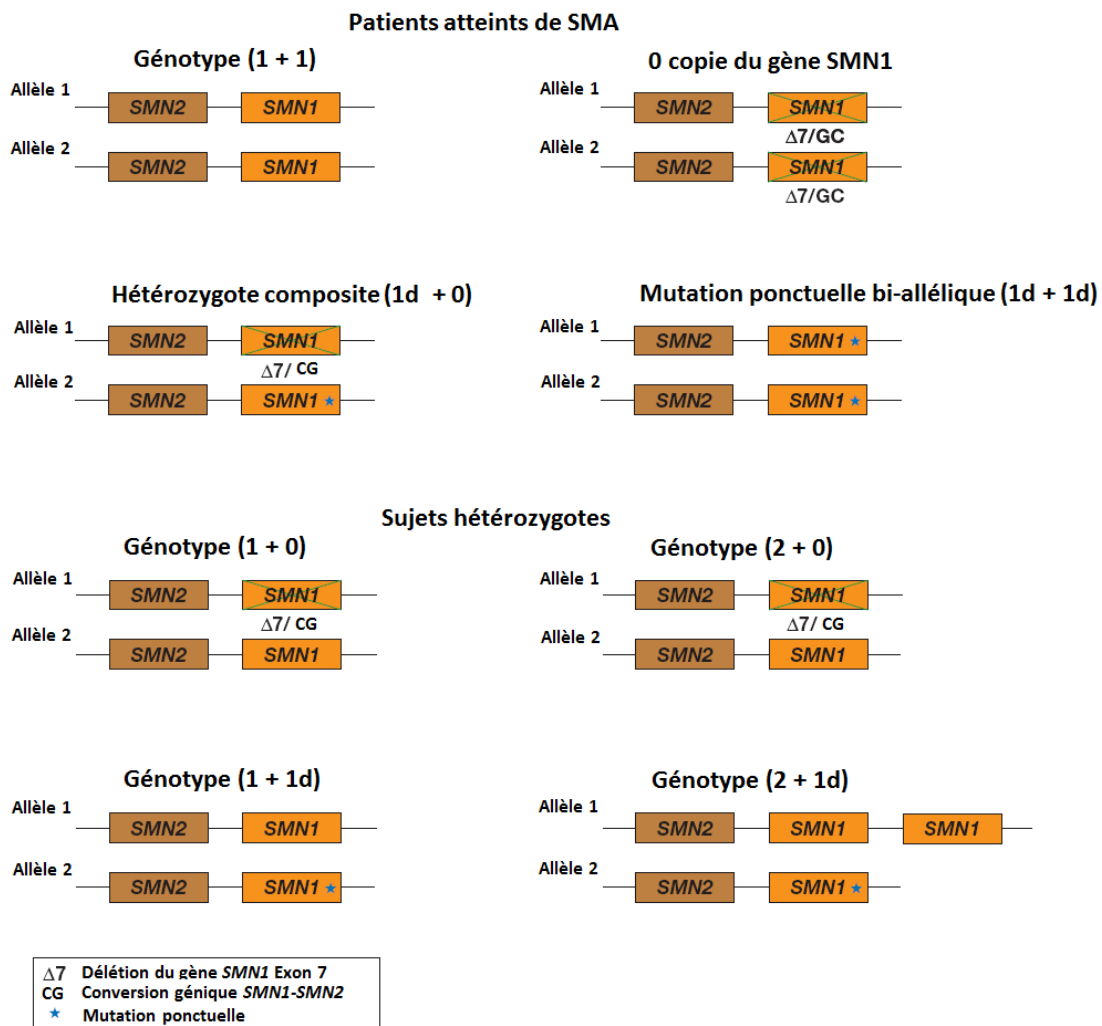 Patients atteints de SMA
Génotype (1 + 1)
0 copie du gène SMN1
Allèle 1
SMN2
SMN1
Allèle 1
SMN2
SMN1
Δ7/GC
Allèle 2
SMN2
SMN1
Allèle 2
SMN2
SMN1
Δ7/GC
Hétérozygote composite (1d + 0)
Mutation ponctuelle bi-allélique (1d + 1d)
Allèle 1
SMN2
SMN1
Δ7/ CG
Allèle 1
SMN2
SMN1
Allèle 2
SMN2
SMN1
Allèle 2
SMN2
SMN1
Sujets hétérozygotes
Génotype (1 + 0)
Génotype (2 + 0)
Allèle 1
SMN2
SMN1
Δ7/ CG
Allèle 1
SMN2
SMN1
Δ7/ CG
Allèle 2
SMN2
SMN1
Allèle 2
SMN2
SMN1
Génotype (1 + 1d)
Génotype (2 + 1d)
Allèle 1
SMN2
SMN1
Allèle 1
SMN2
SMN1
SMN1
Allèle 2
SMN2
SMN1
Allèle 2
SMN2
SMN1
Δ7 Délétion du gène SMN1 Exon 7
CG Conversion génique SMN1-SMN2
★ Mutation ponctuelle